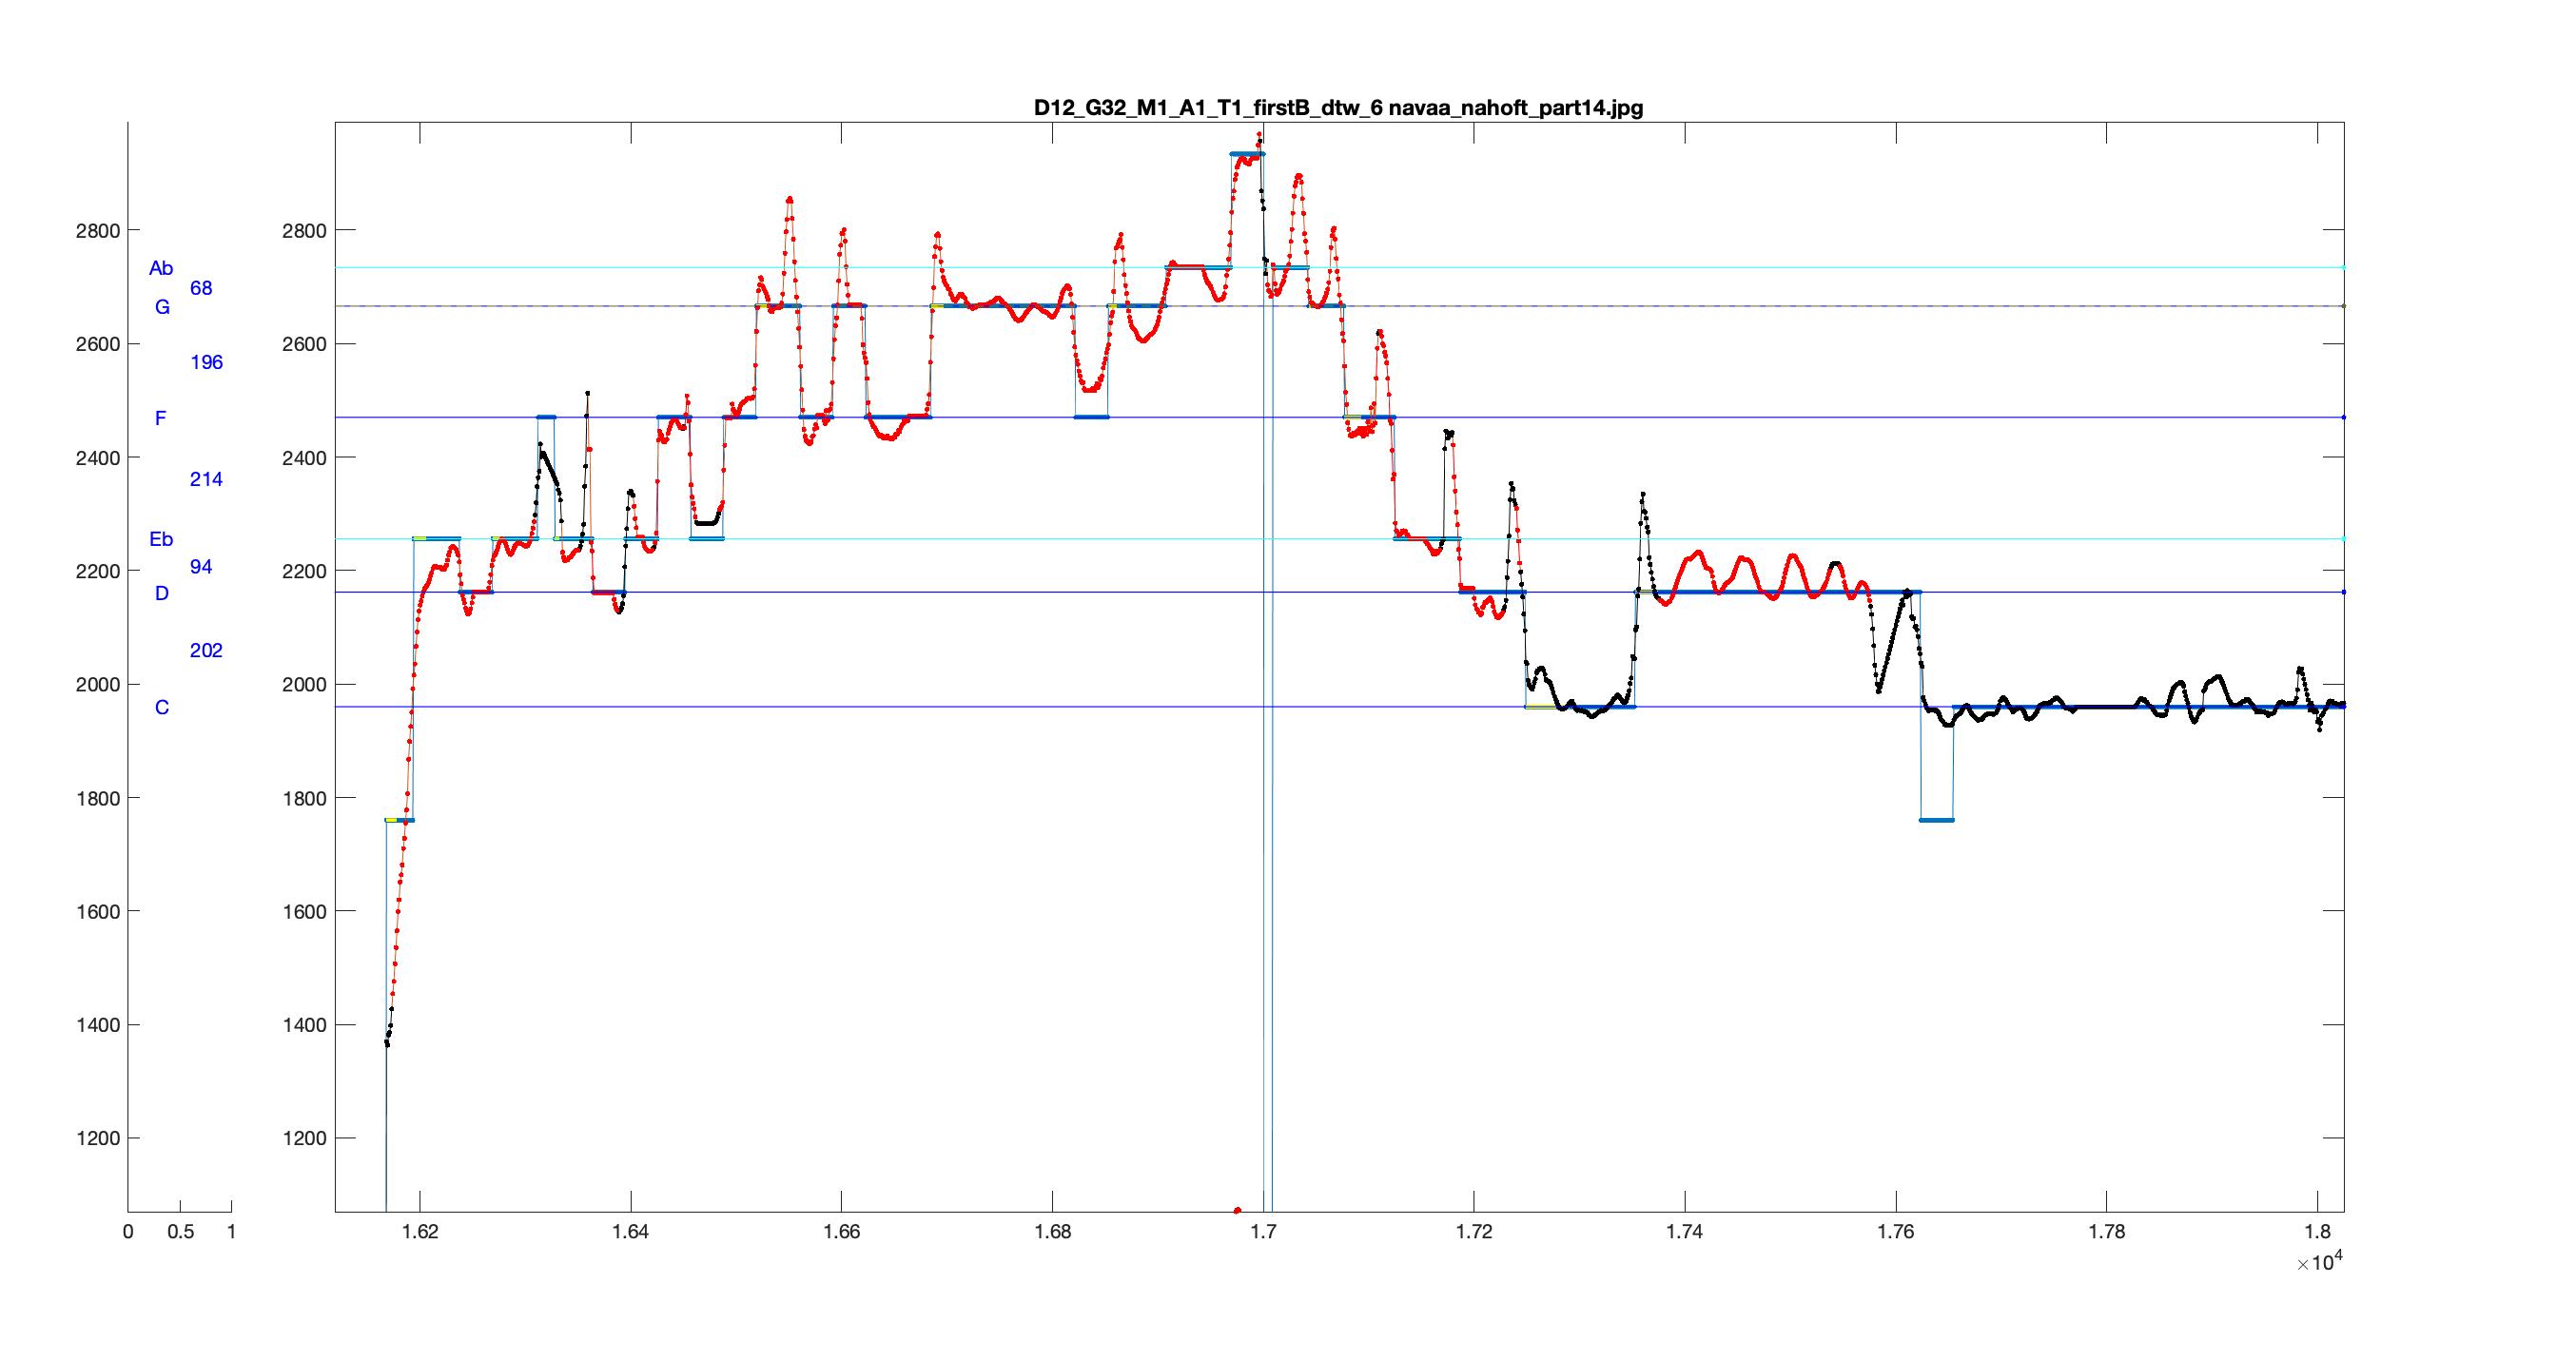 D12_G32_M1_A1_T1_firstB_dtw_6 navaa_nahoft_part14.jpg
2800 2800
Ab
68
G
2600 2600
196
F
214
2400 2400
Eb
94
2200 2200
D
202
2000 2000
C
1800 1800
1600 1600
1400 1400
1200 1200
0 0.5 1 1.62 1.64 1.66 1.68 1.7 1.72 1.74 1.76 1.78 1.8
×10^4